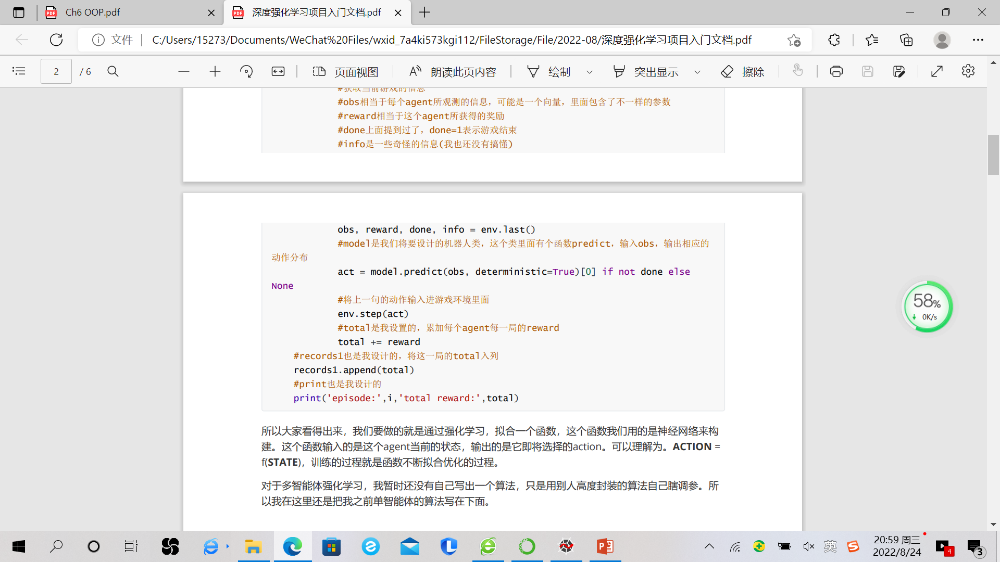 Ch6 OOP.pdf
深度强化学习项目入门文档.pdf
文件
C:/Users/15273/Documents/WeChat%20Files/wxid_7a4ki573kgi112/FileStorage/File/2022-08/深度强化学习项目入门文档.pdf
2 / 6
页面视图
朗读此页内容
绘制
突出显示
擦除
#获取当前游戏的信息
#obs相当于每个agent所观测的信息，可能是一个向量，里面包含了不一样的参数
#reward相当于这个agent所获得的奖励
#done上面提到过了，done=1表示游戏结束
#info是一些奇怪的信息(我也还没有搞懂)
obs, reward, done, info = env.last()
#model是我们将要设计的机器人类，这个类里面有个函数predict，输入obs，输出相应的
动作分布
act = model.predict(obs, deterministic=True)[0] if not done else
None
#将上一句的动作输入进游戏环境里面
env.step(act)
#total是我设置的，累加每个agent每一局的reward
total += reward
#records1也是我设计的，将这一局的total入列
records1.append(total)
#print也是我设计的
print('episode:',i,'total reward:',total)
所以大家看得出来，我们要做的就是通过强化学习，拟合一个函数，这个函数我们用的是神经网络来构
建。这个函数输入的是这个agent当前的状态，输出的是它即将选择的action。可以理解为。ACTION =
f(STATE)，训练的过程就是函数不断拟合优化的过程。
对于多智能体强化学习，我暂时还没有自己写出一个算法，只是用别人高度封装的算法自己瞎调参。所
以我在这里还是把我之前单智能体的算法写在下面。
58%
0K/s
英
20:59 周三
2022/8/24
4
3